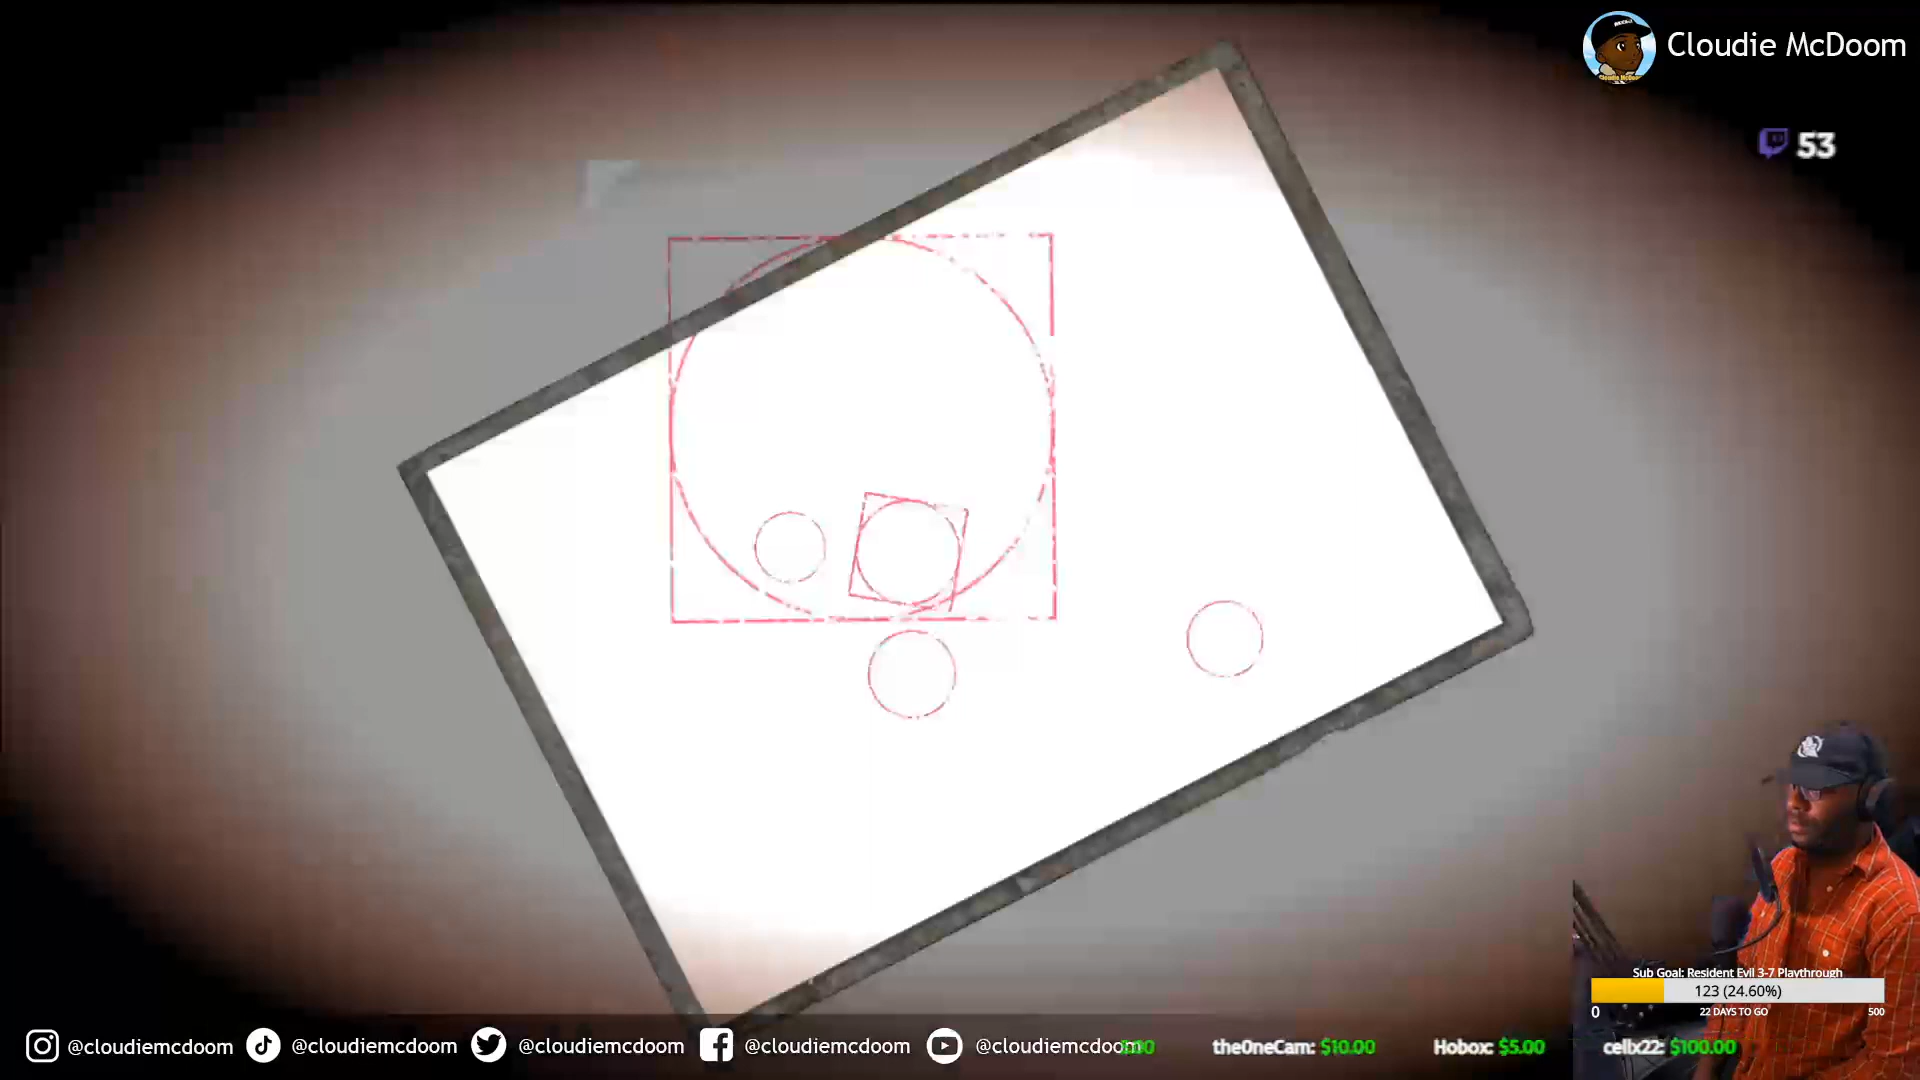 Cloudie McDoom
53
Sub Goal: Resident Evil 3-7 Playthrough
123 (24.60%)
0 22 DAYS TO GO 500
@cloudiemcdoom @cloudiemcdoom @cloudiemcdoom @cloudiemcdoom @cloudiemcdoom theOneCam: $10.00 Hobox: $5.00 cellx22: $100.00